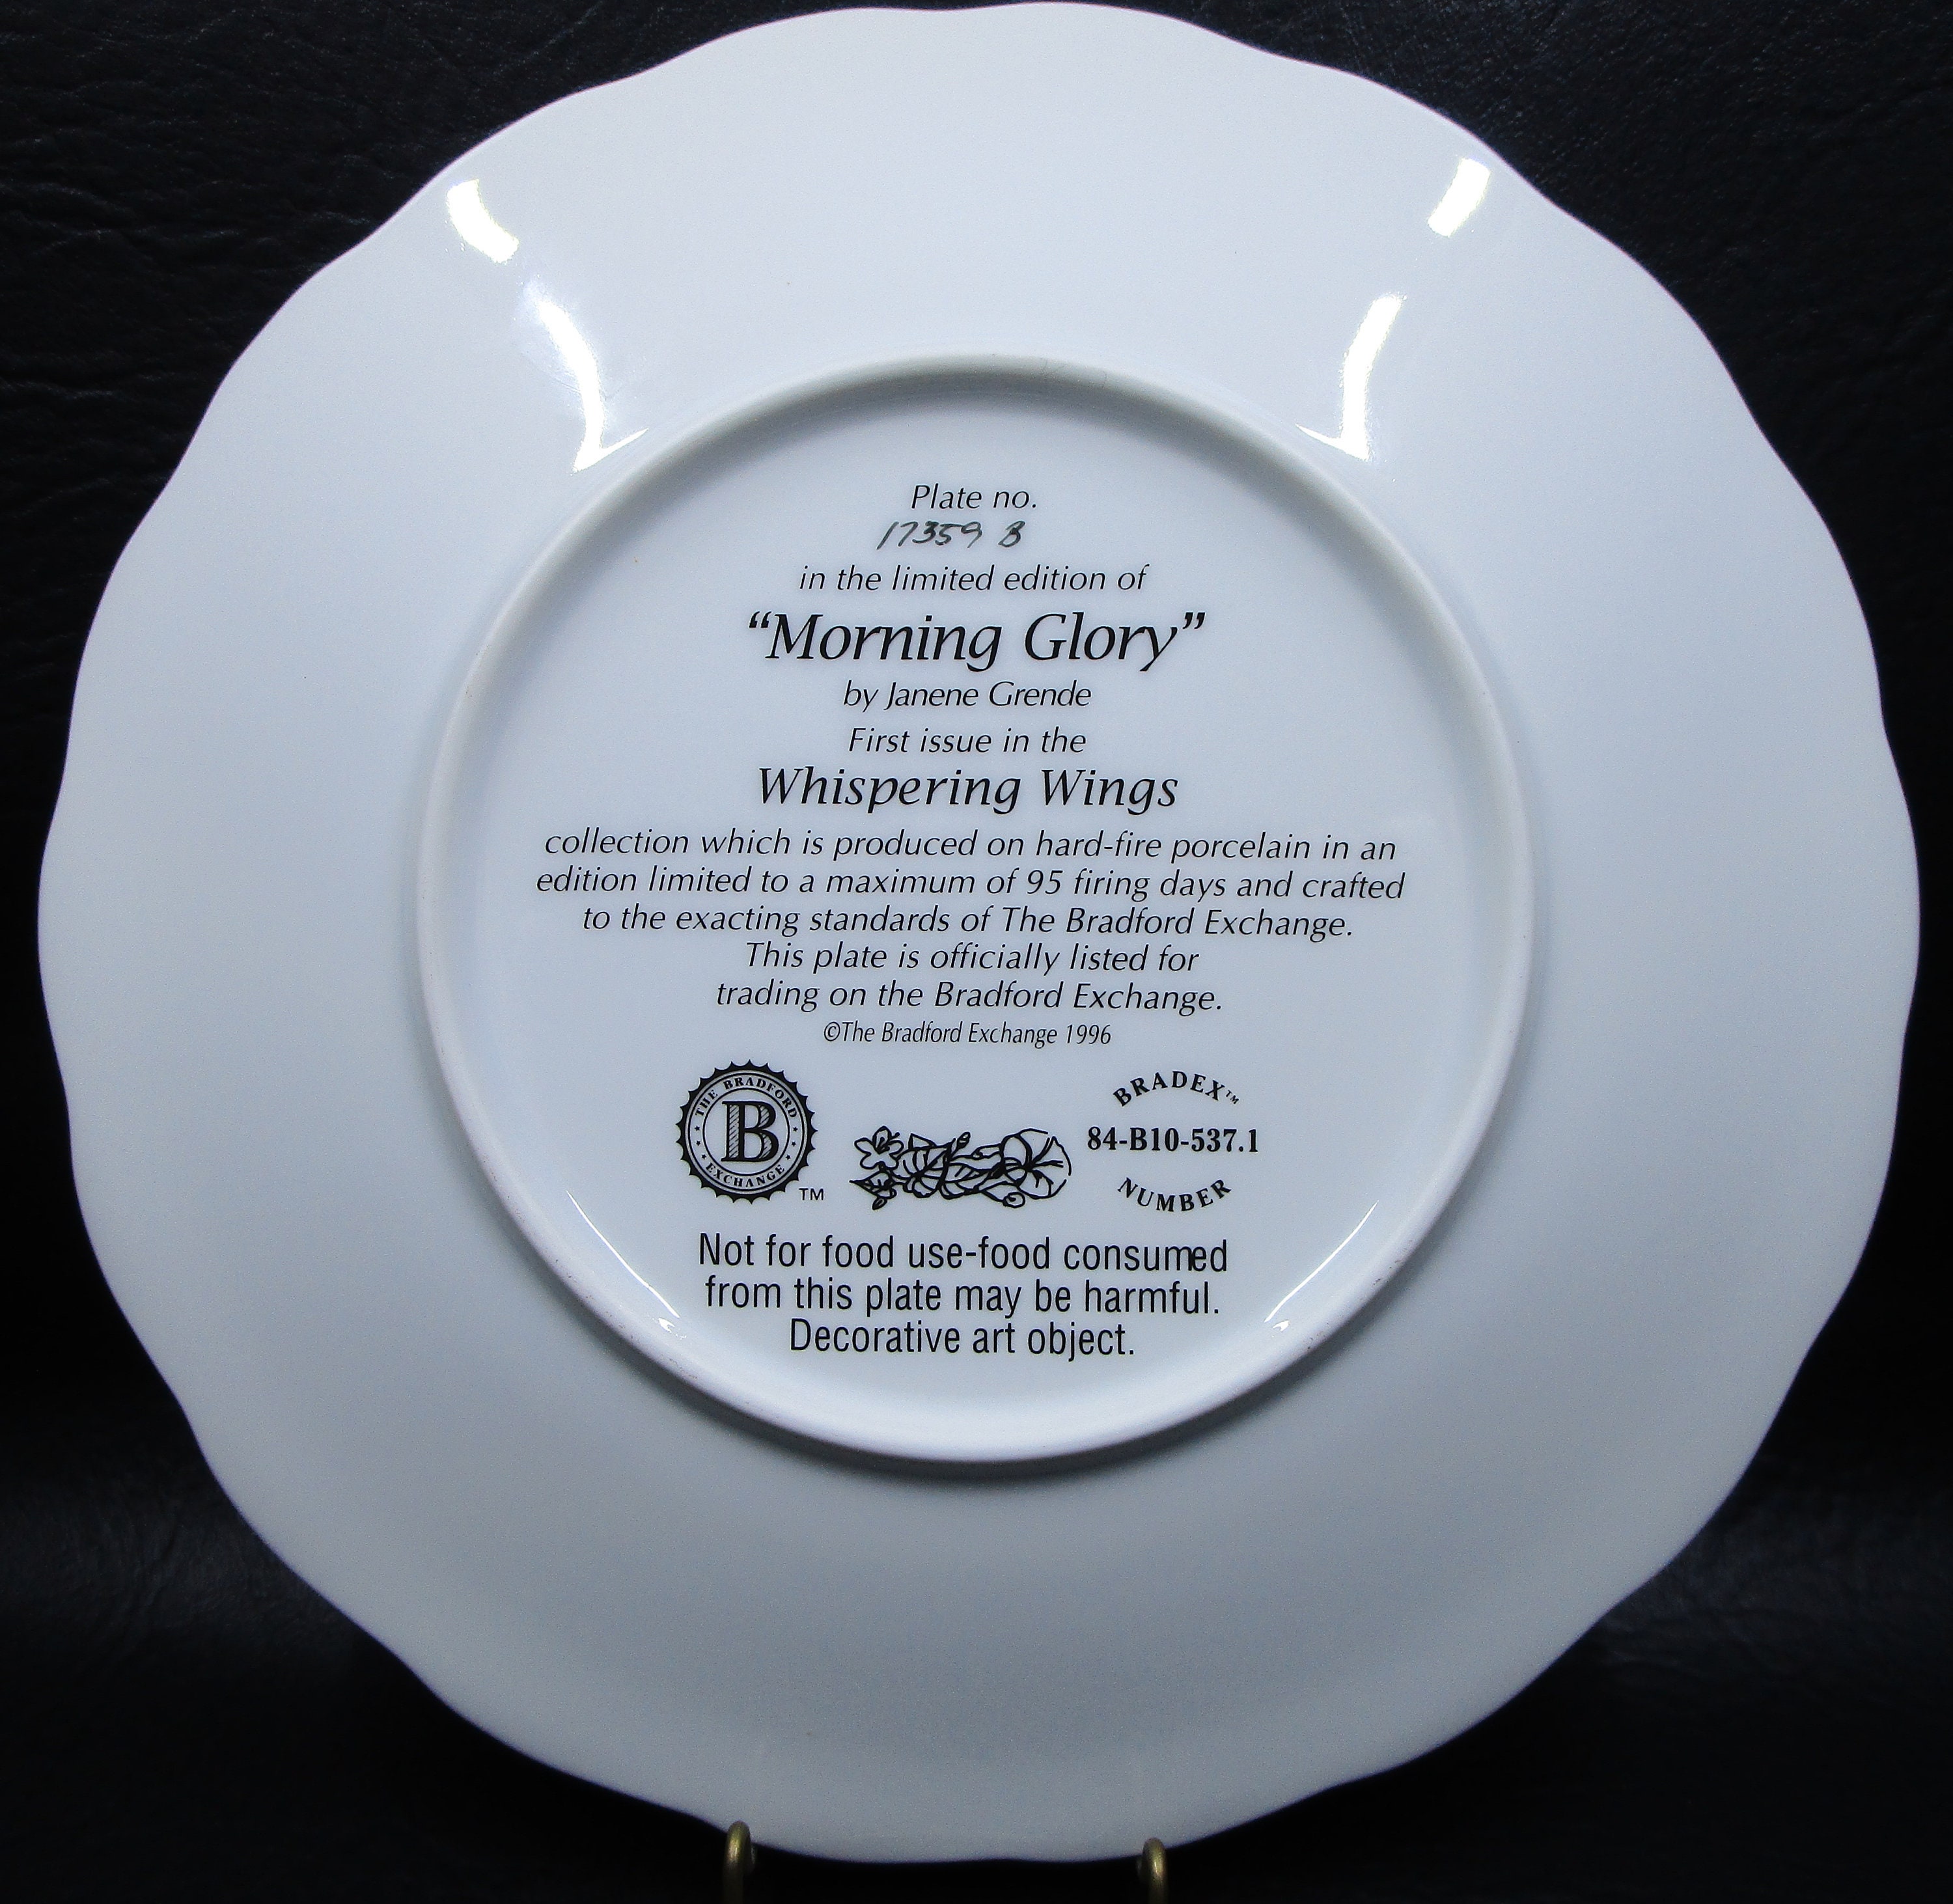 Plate no.
17359 B
in the limited edition of
“Morning Glory”
by Janene Grende
First issue in the
Whispering Wings
collection which is produced on hard-fire porcelain in an
edition limited to a maximum of 95 firing days and crafted
to the exacting standards of The Bradford Exchange.
This plate is officially listed for
trading on the Bradford Exchange.
©The Bradford Exchange 1996
THE BRADFORD
B
EXCHANGE
TM
BRADEX™
84-B10-537.1
NUMBER
Not for food use-food consumed
from this plate may be harmful.
Decorative art object.